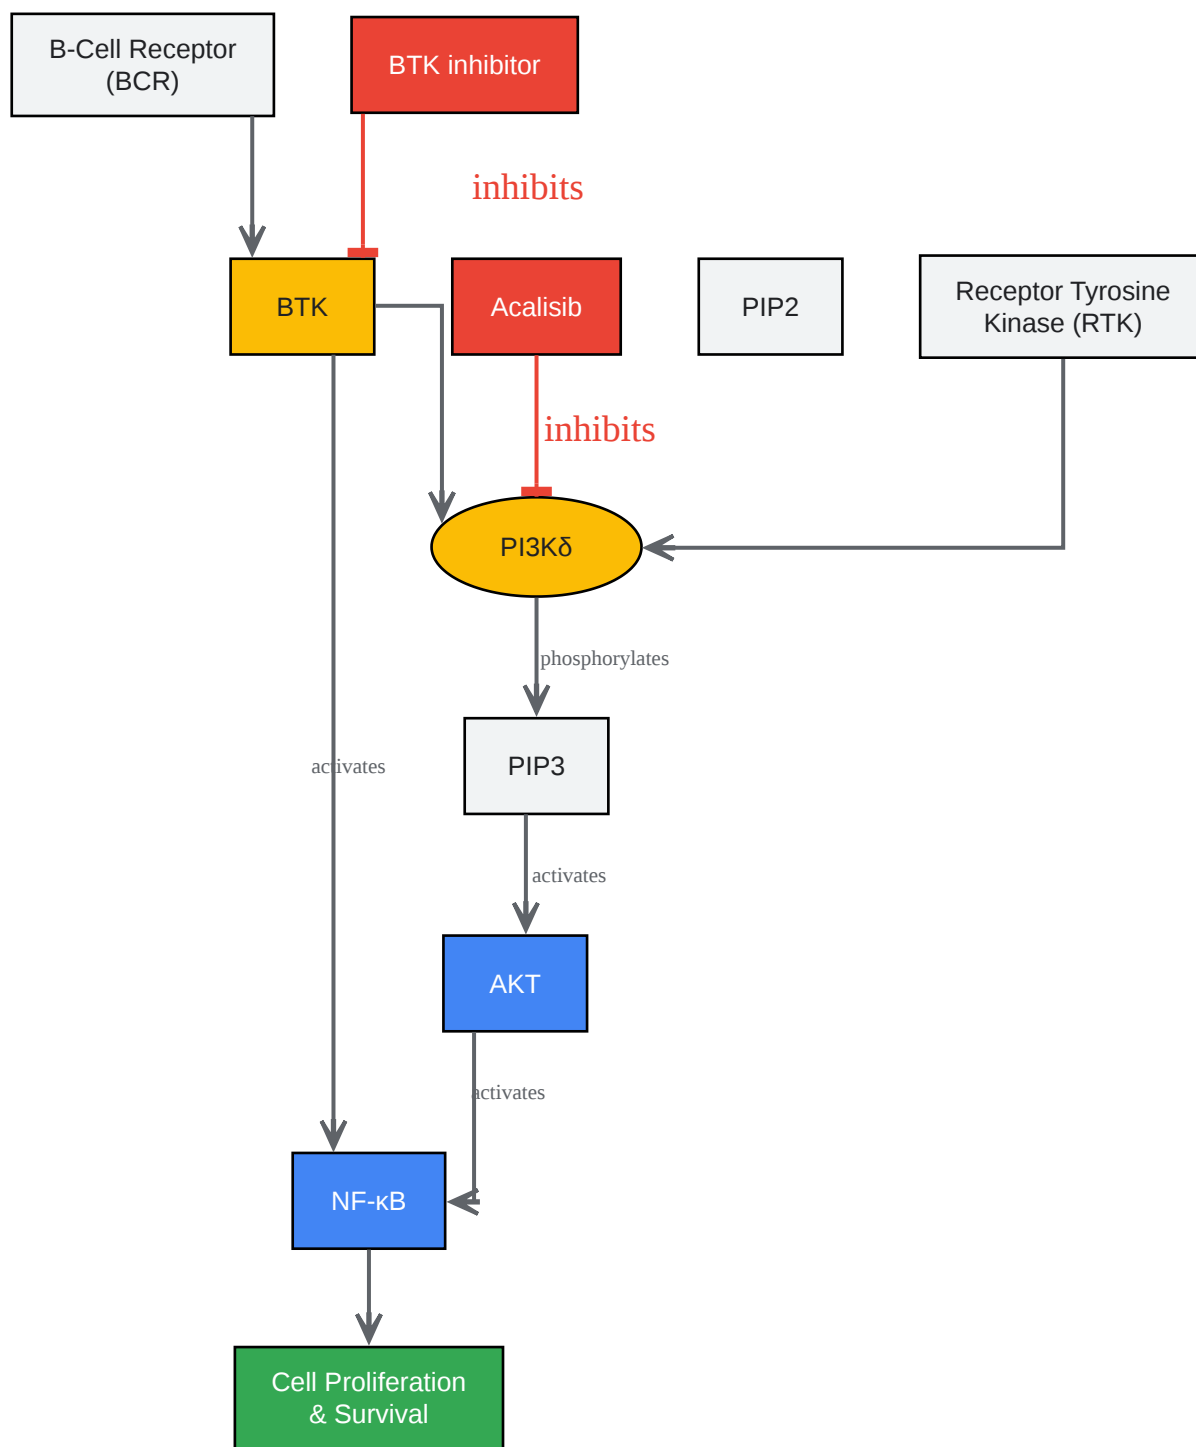 B-Cell Receptor
(BCR)
BTK inhibitor
inhibits
BTK
Acalisib
PIP2
Receptor Tyrosine
Kinase (RTK)
inhibits
PI3Kδ
phosphorylates
PIP3
activates
activates
AKT
activates
NF-κB
Cell Proliferation
& Survival